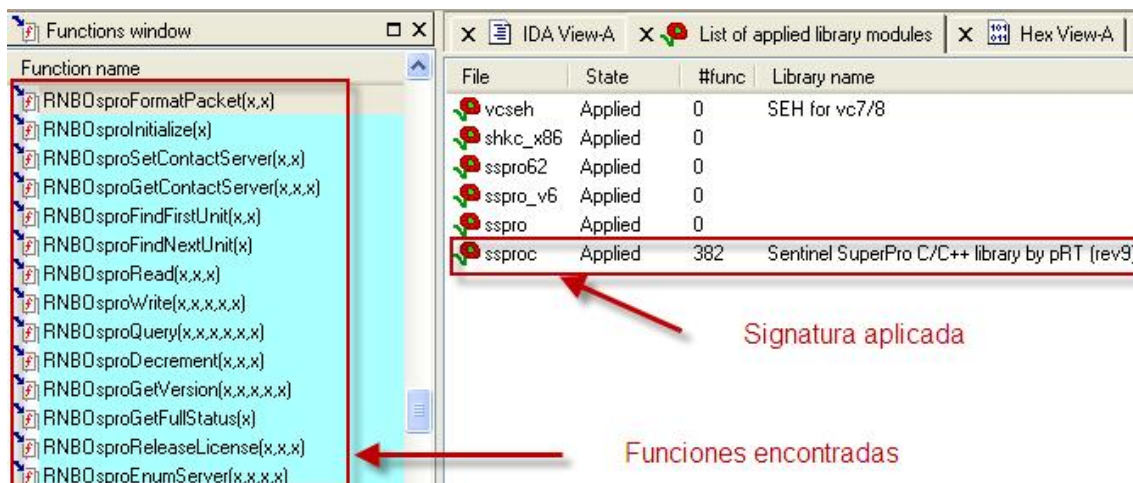 Functions window
Function name
RNBOsproFormatPacket(x,x)
RNBOsproInitialize(x)
RNBOsproSetContactServer(x,x)
RNBOsproGetContactServer(x,x,x)
RNBOsproFindFirstUnit(x,x)
RNBOsproFindNextUnit(x)
RNBOsproRead(x,x,x)
RNBOsproWrite(x,x,x,x,x)
RNBOsproQuery(x,x,x,x,x,x)
RNBOsproDecrement(x,x,x)
RNBOsproGetVersion(x,x,x,x,x)
RNBOsproGetFullStatus(x)
RNBOsproReleaseLicense(x,x,x)
RNBOsproEnumServer(x,x,x,x)
IDA View-A List of applied library modules Hex View-A
File State #func Library name
vcseh Applied 0 SEH for vc7/8
shkc_x86 Applied 0
sspro62 Applied 0
sspro_v6 Applied 0
sspro Applied 0
ssproc Applied 382 Sentinel SuperPro C/C++ library by pRT (rev9)
Signatura aplicada
Funciones encontradas